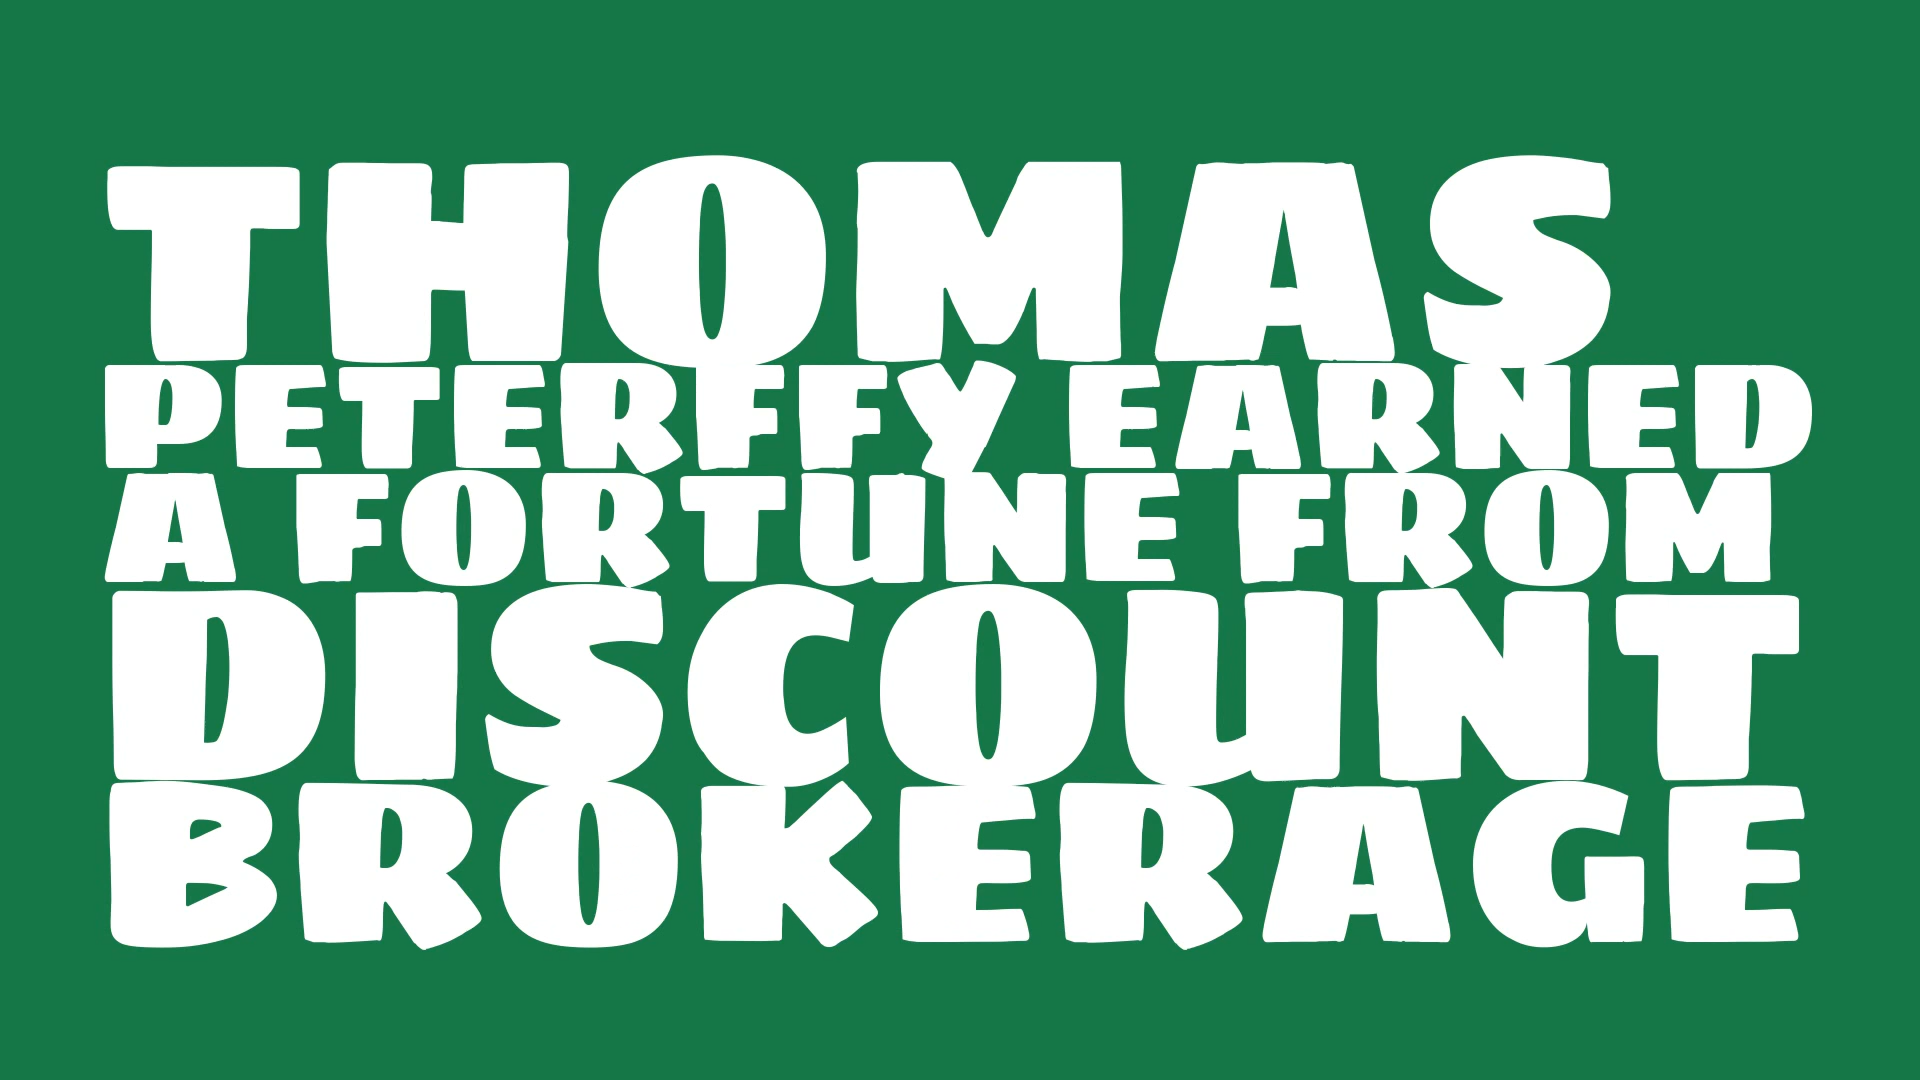 THOMAS
PETERFFY EARNED
A FORTUNE FROM
DISCOUNT
BROKERAGE